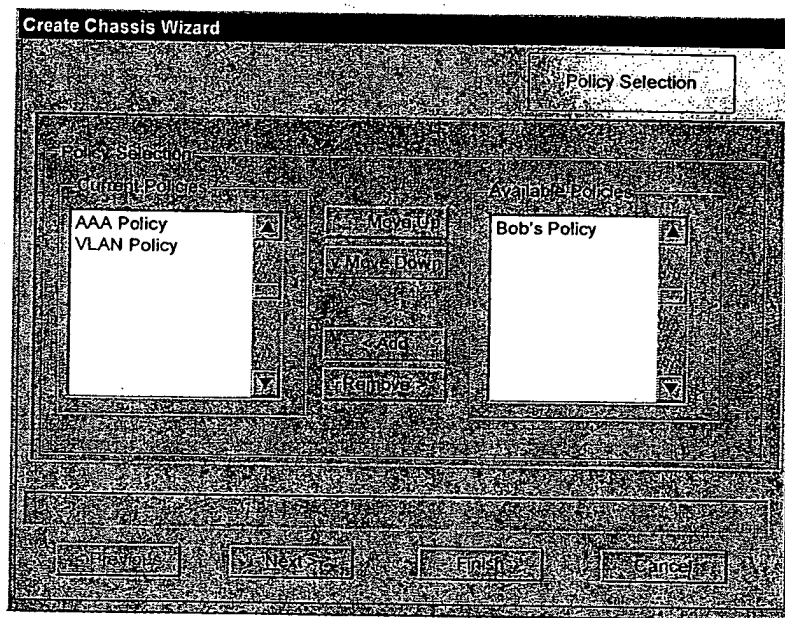 Create Chassis Wizard
Policy Selection
Policy Selection
Current Policies
Available Policies
AAA Policy
VLAN Policy
Move Up
Move Down
< Add
Remove >
Bob's Policy
< Previous
Next >
Finish
Cancel